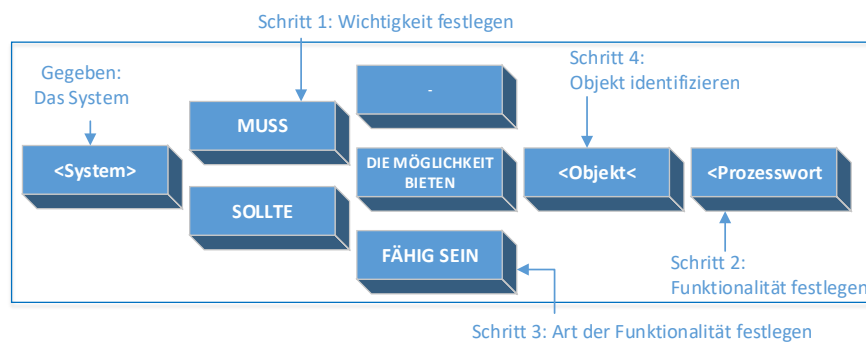 Schritt 1: Wichtigkeit festlegen
Gegeben:
Das System
Schritt 4:
Objekt identifizieren
-
MUSS
<System>
DIE MÖGLICHKEIT
BIETEN
<Objekt<
<Prozesswort
SOLLTE
FÄHIG SEIN
Schritt 2:
Funktionalität festlegen
Schritt 3: Art der Funktionalität festlegen